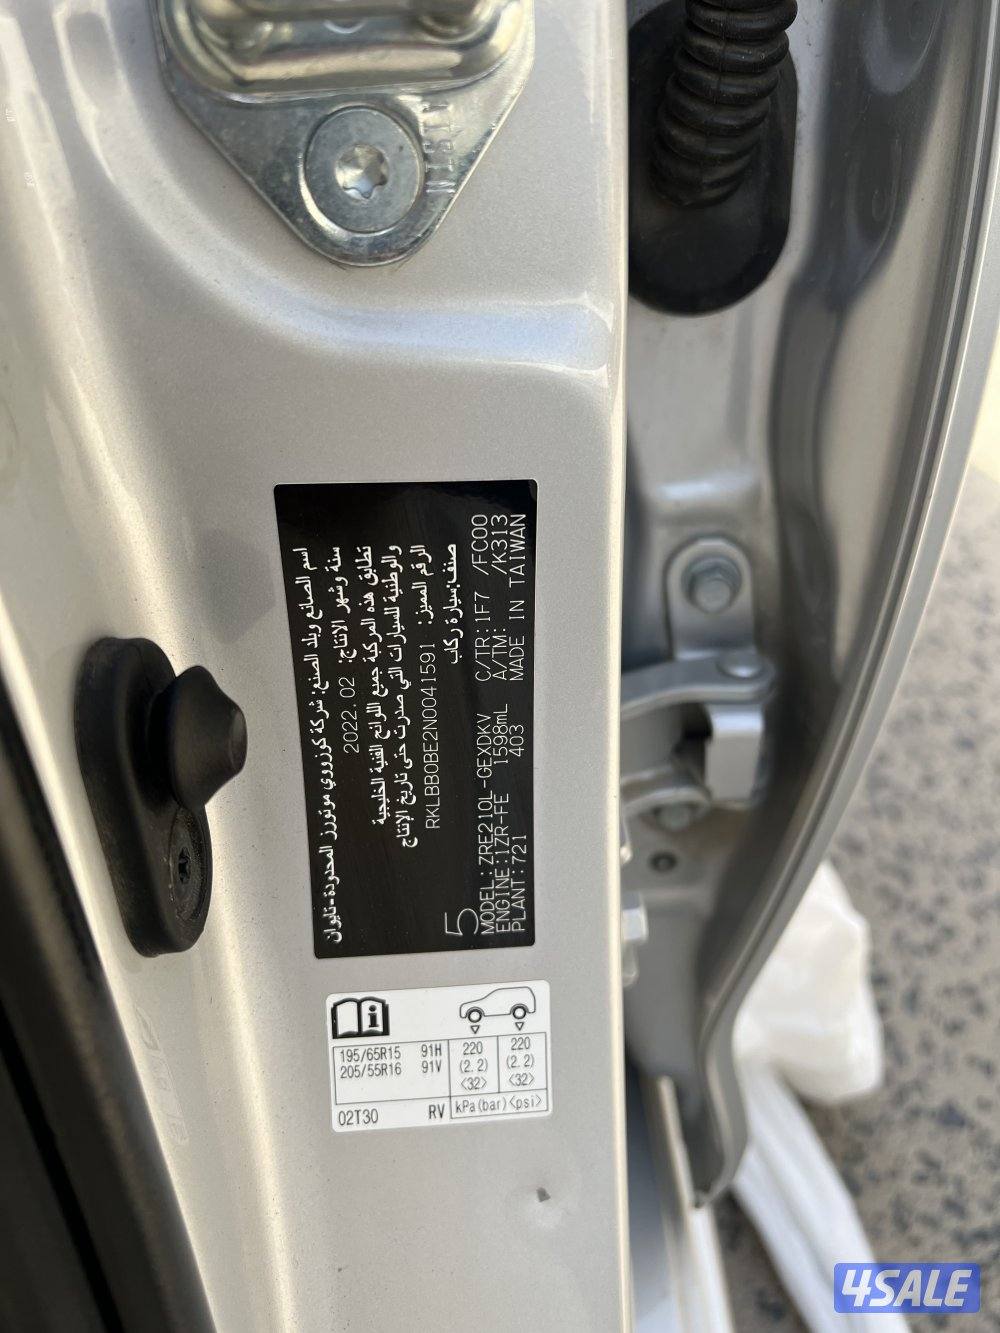 NISIT
اسم الصانع وبلد الصنع: شركة كوزووي موتورز المحدودة-تايوان
سنة وشهر الانتاج: 2022.02
تطابق هذه المركبة جميع اللوائح الفنية الخليجية
والوطنية للسيارات التي صدرت حتى تاريخ الإنتاج
الرقم المميز: RKLBB0BE2N0041591
صنف:سيارة ركاب
5
MODEL:ZRE210L-GEXDKV C/TR:1F7 /FC00
ENGINE:1ZR-FE 1598mL A/TM: /K313
PLANT:721 403 MADE IN TAIWAN
195/65R15 91H 220 (2.2) <32> 220 (2.2) <32>
205/55R16 91V
02T30 RV kPa(bar)<psi>
4SALE